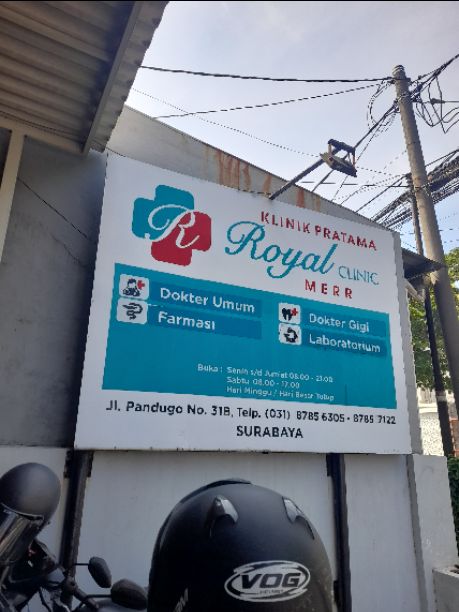 R
KLINIK PRATAMA
Royal CLINIC
MERR
Dokter Umum
Farmasi
Dokter Gigi
Laboratorium
Buka : Senin s/d Jum'at 08.00 - 21.00
Sabtu 08.00 - 17.00
Hari Minggu / Hari Besar Tutup
Jl. Pandugo No. 31B, Telp. (031) 8785 6305 - 8785 7122
SURABAYA
VOG